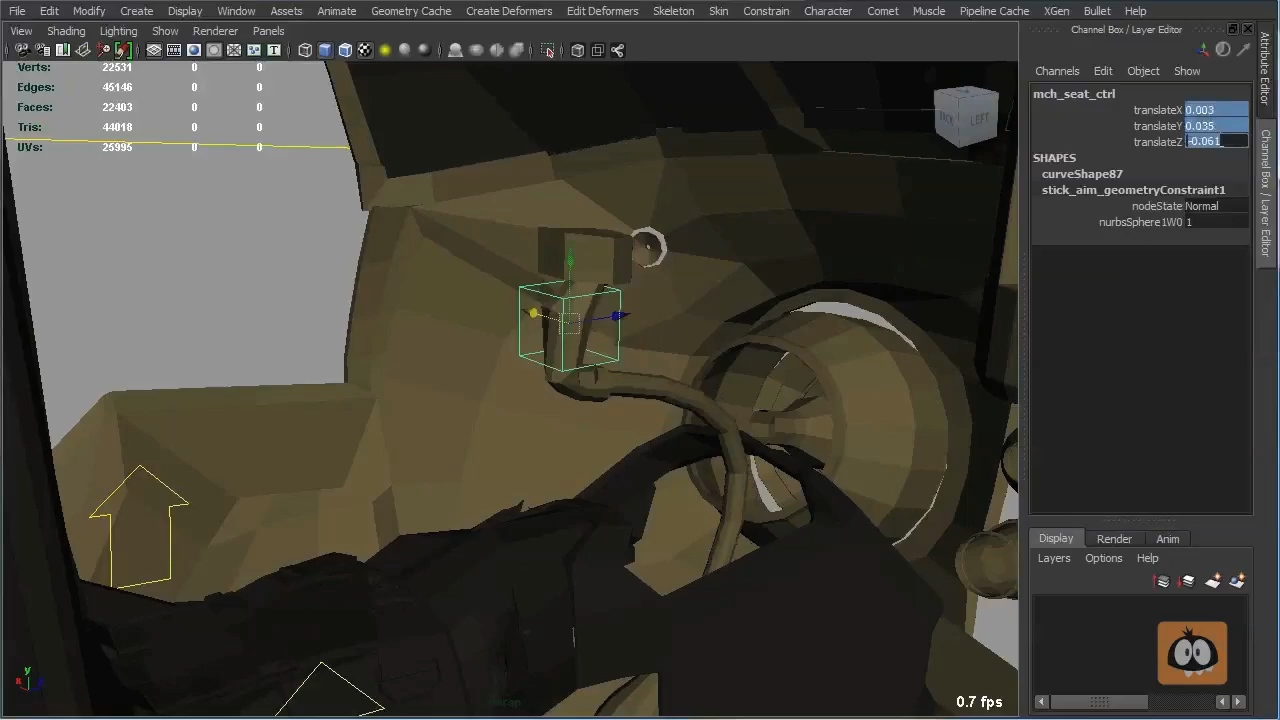 File Edit Modify Create Display Window Assets Animate Geometry Cache Create Deformers Edit Deformers Skeleton Skin Constrain Character Comet Muscle Pipeline Cache XGen Bullet Help
View Shading Lighting Show Renderer Panels
Channel Box / Layer Editor
Channels Edit Object Show
Verts: 22531 0 0
Edges: 45146 0 0
Faces: 22403 0 0
Tris: 44018 0 0
UVs: 25995 0 0
BACK LEFT
mch_seat_ctrl
translateX 0.003
translateY 0.035
translateZ -0.061
SHAPES
curveShape87
stick_aim_geometryConstraint1
nodeState Normal
nurbsSphere1W0 1
Attribute Editor
Channel Box / Layer Editor
Display Render Anim
Layers Options Help
y
x
0.7 fps